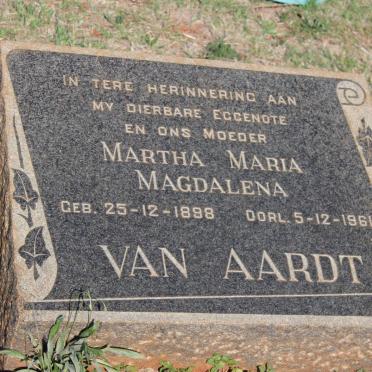 IN TERE HERINNERING AAN
MY DIERBARE EGGENOTE
EN ONS MOEDER
MARTHA MARIA
MAGDALENA
GEB. 25-12-1898 OORL. 5-12-1961
VAN AARDT